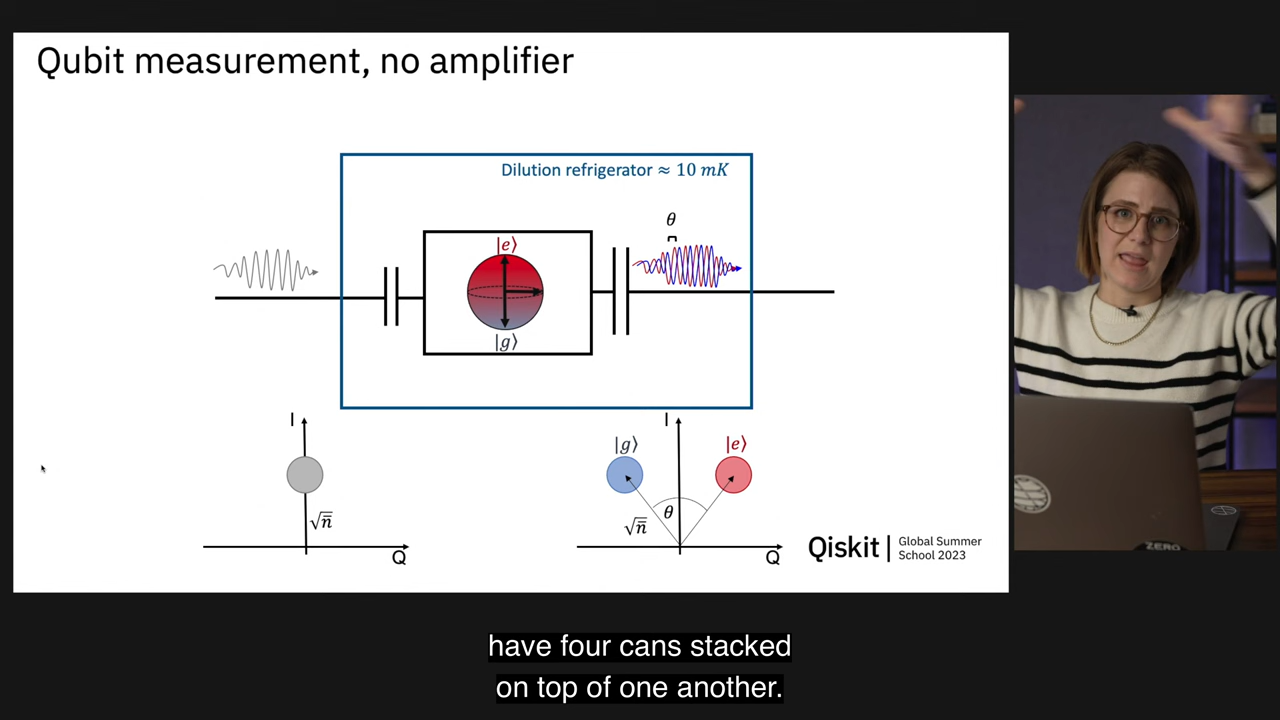 Qubit measurement, no amplifier
Dilution refrigerator ≈ 10 mK
θ
|e⟩
|g⟩
I
√n̅
Q
I
|g⟩
|e⟩
θ
√n̅
Q
Qiskit | Global Summer
School 2023
ZERO
have four cans stacked
on top of one another.